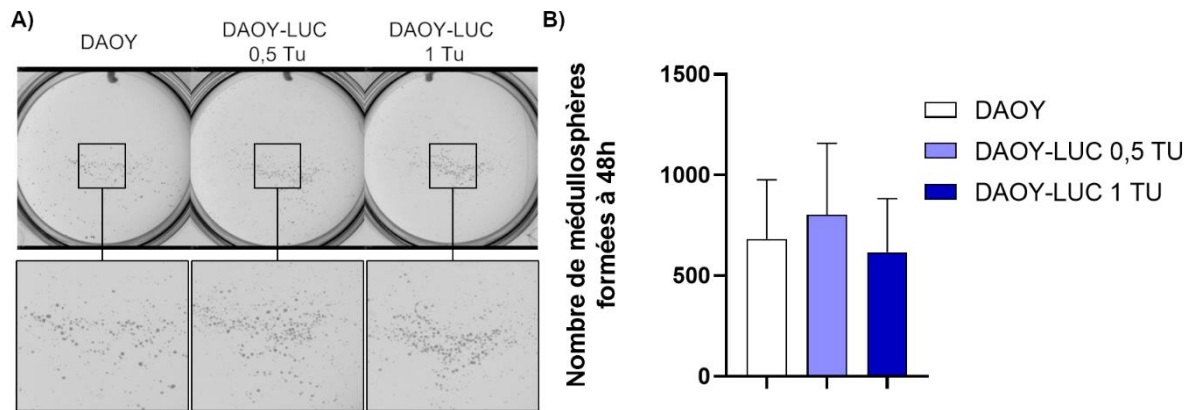 A)
DAOY
DAOY-LUC
0,5 Tu
DAOY-LUC
1 Tu
B)
Nombre de médullosphères
formées à 48h
1500
1000
500
0
DAOY
DAOY-LUC 0,5 TU
DAOY-LUC 1 TU